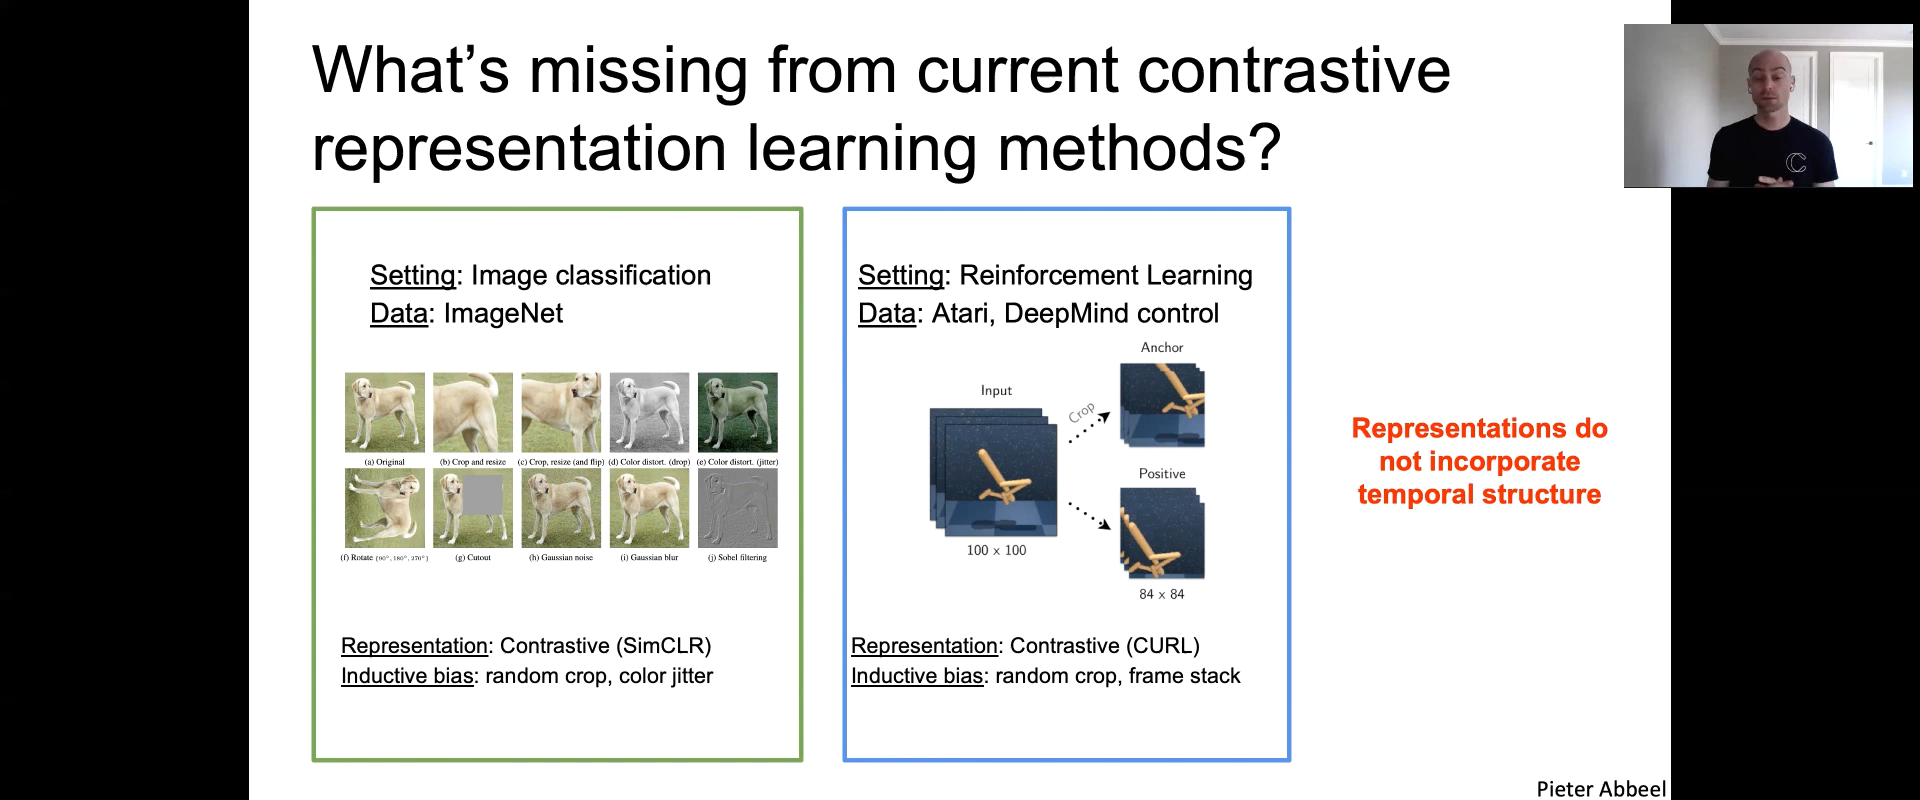 What's missing from current contrastive
representation learning methods?
Setting: Image classification
Data: ImageNet
(a) Original
(b) Crop and resize
(c) Crop, resize (and flip)
(d) Color distort. (drop)
(e) Color distort. (jitter)
(f) Rotate {90°, 180°, 270°}
(g) Cutout
(h) Gaussian noise
(i) Gaussian blur
(j) Sobel filtering
Representation: Contrastive (SimCLR)
Inductive bias: random crop, color jitter
Setting: Reinforcement Learning
Data: Atari, DeepMind control
Input
100 x 100
Crop
Anchor
Positive
84 x 84
Representation: Contrastive (CURL)
Inductive bias: random crop, frame stack
Representations do
not incorporate
temporal structure
Pieter Abbeel